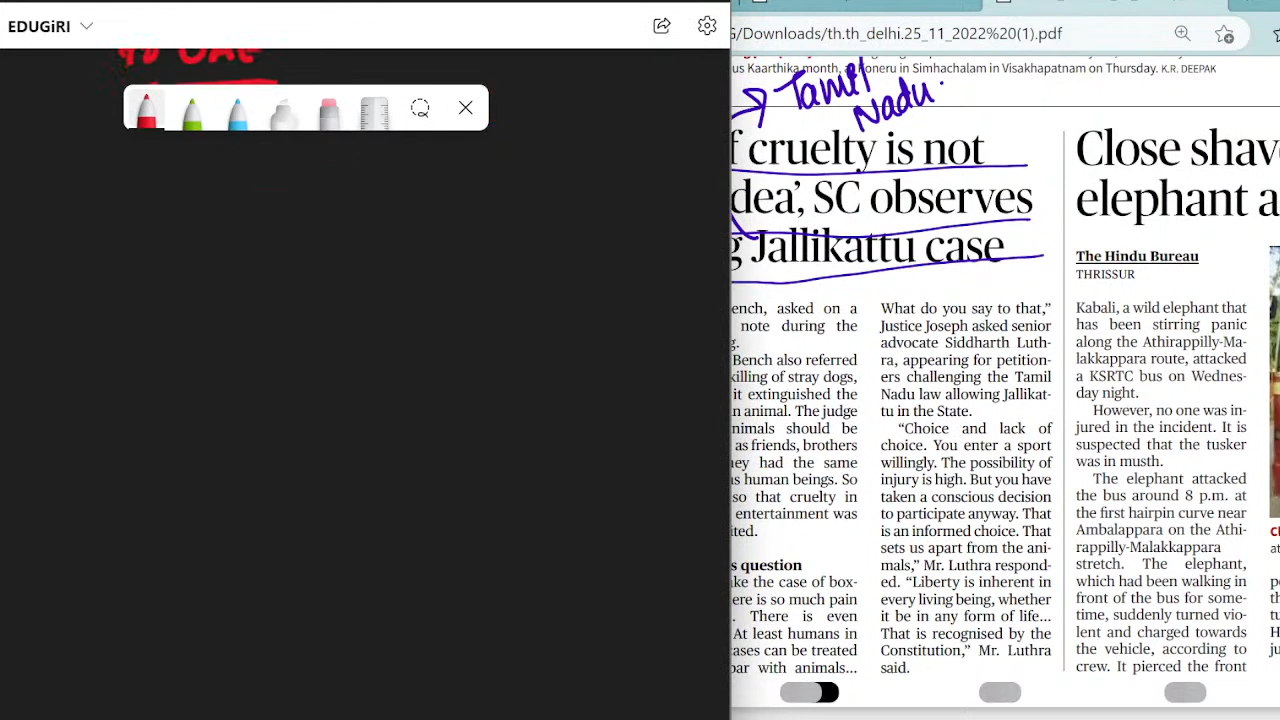 EDUGiRI
G/Downloads/th.th_delhi.25_11_2022%20(1).pdf
us Kaarthika month, a Koneru in Simhachalam in Visakhapatnam on Thursday. K.R. DEEPAK
Tamil
Nadu.
f cruelty is not
dea', SC observes
g Jallikattu case
ench, asked on a
note during the
g.
Bench also referred
killing of stray dogs,
it extinguished the
n animal. The judge
nimals should be
as friends, brothers
hey had the same
as human beings. So
so that cruelty in
entertainment was
ited.
s question
ake the case of box-
ere is so much pain
. There is even
At least humans in
cases can be treated
par with animals...
What do you say to that,"
Justice Joseph asked senior
advocate Siddharth Luth-
ra, appearing for petition-
ers challenging the Tamil
Nadu law allowing Jallikat-
tu in the State.
"Choice and lack of
choice. You enter a sport
willingly. The possibility of
injury is high. But you have
taken a conscious decision
to participate anyway. That
is an informed choice. That
sets us apart from the ani-
mals," Mr. Luthra respond-
ed. "Liberty is inherent in
every living being, whether
it be in any form of life...
That is recognised by the
Constitution," Mr. Luthra
said.
Close shav
elephant a
The Hindu Bureau
THRISSUR
Kabali, a wild elephant that
has been stirring panic
along the Athirappilly-Ma-
lakkappara route, attacked
a KSRTC bus on Wednes-
day night.
However, no one was in-
jured in the incident. It is
suspected that the tusker
was in musth.
The elephant attacked
the bus around 8 p.m. at
the first hairpin curve near
Ambalappara on the Athi-
rappilly-Malakkappara
stretch. The elephant,
which had been walking in
front of the bus for some-
time, suddenly turned vio-
lent and charged towards
the vehicle, according to
crew. It pierced the front